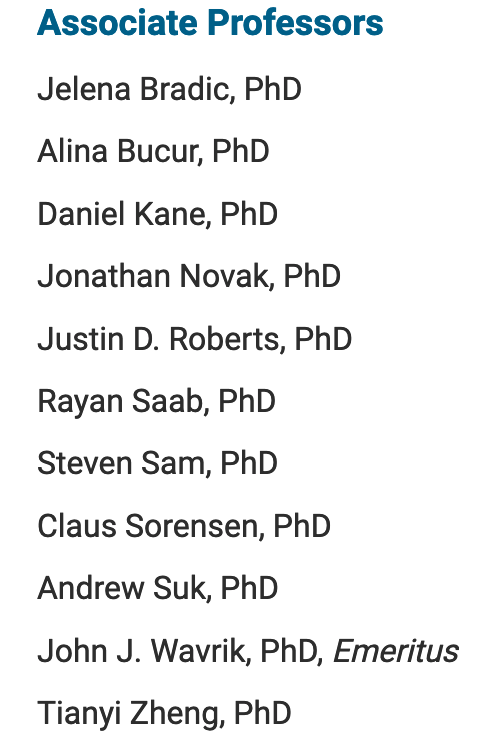 Associate Professors
Jelena Bradic, PhD
Alina Bucur, PhD
Daniel Kane, PhD
Jonathan Novak, PhD
Justin D. Roberts, PhD
Rayan Saab, PhD
Steven Sam, PhD
Claus Sorensen, PhD
Andrew Suk, PhD
John J. Wavrik, PhD, Emeritus
Tianyi Zheng, PhD